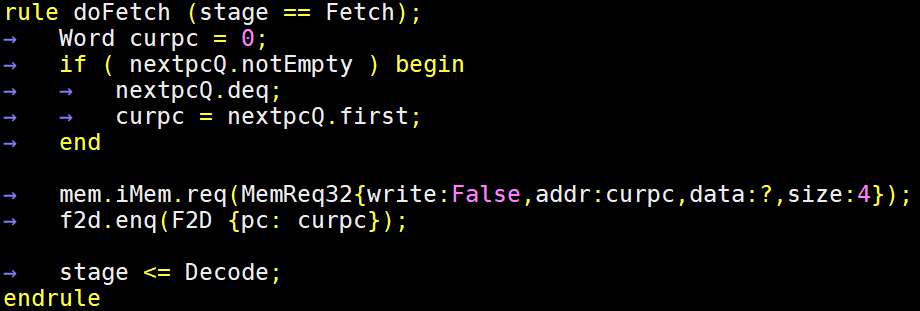 rule doFetch (stage == Fetch);
→   Word curpc = 0;
→   if ( nextpcQ.notEmpty ) begin
→   →   nextpcQ.deq;
→   →   curpc = nextpcQ.first;
→   end
→   mem.iMem.req(MemReq32{write:False,addr:curpc,data:?,size:4});
→   f2d.enq(F2D {pc: curpc});
→   stage <= Decode;
endrule